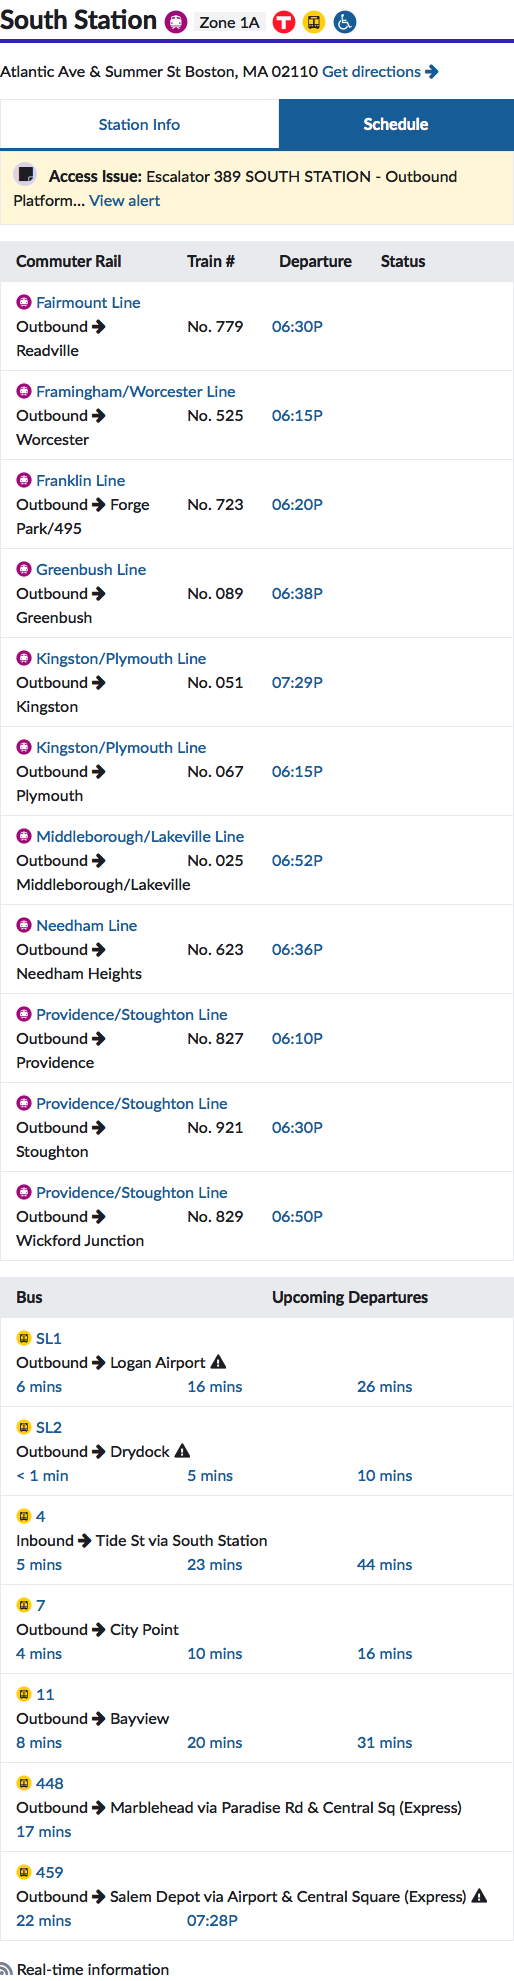 South Station Zone 1A T
Atlantic Ave & Summer St Boston, MA 02110 Get directions
Station Info Schedule
Access Issue: Escalator 389 SOUTH STATION - Outbound
Platform... View alert
Commuter Rail Train # Departure Status
Fairmount Line
Outbound → No. 779 06:30P
Readville
Framingham/Worcester Line
Outbound → No. 525 06:15P
Worcester
Franklin Line
Outbound → Forge No. 723 06:20P
Park/495
Greenbush Line
Outbound → No. 089 06:38P
Greenbush
Kingston/Plymouth Line
Outbound → No. 051 07:29P
Kingston
Kingston/Plymouth Line
Outbound → No. 067 06:15P
Plymouth
Middleborough/Lakeville Line
Outbound → No. 025 06:52P
Middleborough/Lakeville
Needham Line
Outbound → No. 623 06:36P
Needham Heights
Providence/Stoughton Line
Outbound → No. 827 06:10P
Providence
Providence/Stoughton Line
Outbound → No. 921 06:30P
Stoughton
Providence/Stoughton Line
Outbound → No. 829 06:50P
Wickford Junction
Bus Upcoming Departures
SL1
Outbound → Logan Airport
6 mins 16 mins 26 mins
SL2
Outbound → Drydock
< 1 min 5 mins 10 mins
4
Inbound → Tide St via South Station
5 mins 23 mins 44 mins
7
Outbound → City Point
4 mins 10 mins 16 mins
11
Outbound → Bayview
8 mins 20 mins 31 mins
448
Outbound → Marblehead via Paradise Rd & Central Sq (Express)
17 mins
459
Outbound → Salem Depot via Airport & Central Square (Express)
22 mins 07:28P
Real-time information